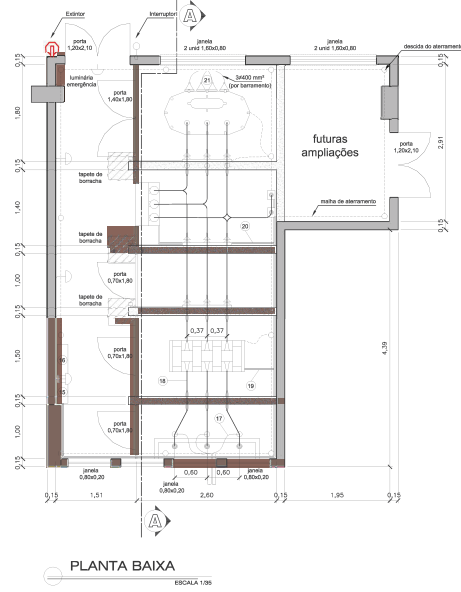 Extintor
Interruptor
A
porta
1,20x2,10
janela
2 unid 1,60x0,80
janela
2 unid 1,60x0,80
descida do aterramento
0,15
luminária
emergência
porta
1,40x1,80
21
3#400 mm²
(por barramento)
0,15
1,80
futuras
ampliações
porta
1,20x2,10
2,91
0,15
tapete de
borracha
malha de aterramento
1,40
20
0,15
tapete de
borracha
0,15
porta
0,70x1,80
1,00
tapete de
borracha
0,15
0,37
0,37
porta
0,70x1,80
4,39
1,50
16
15
18
19
0,15
17
porta
0,70x1,80
1,00
0,15
janela
0,80x0,20
0,60
0,60
janela
0,80x0,20
janela
0,80x0,20
0,15
1,51
2,60
0,15
1,95
0,15
A
PLANTA BAIXA
ESCALA 1/35